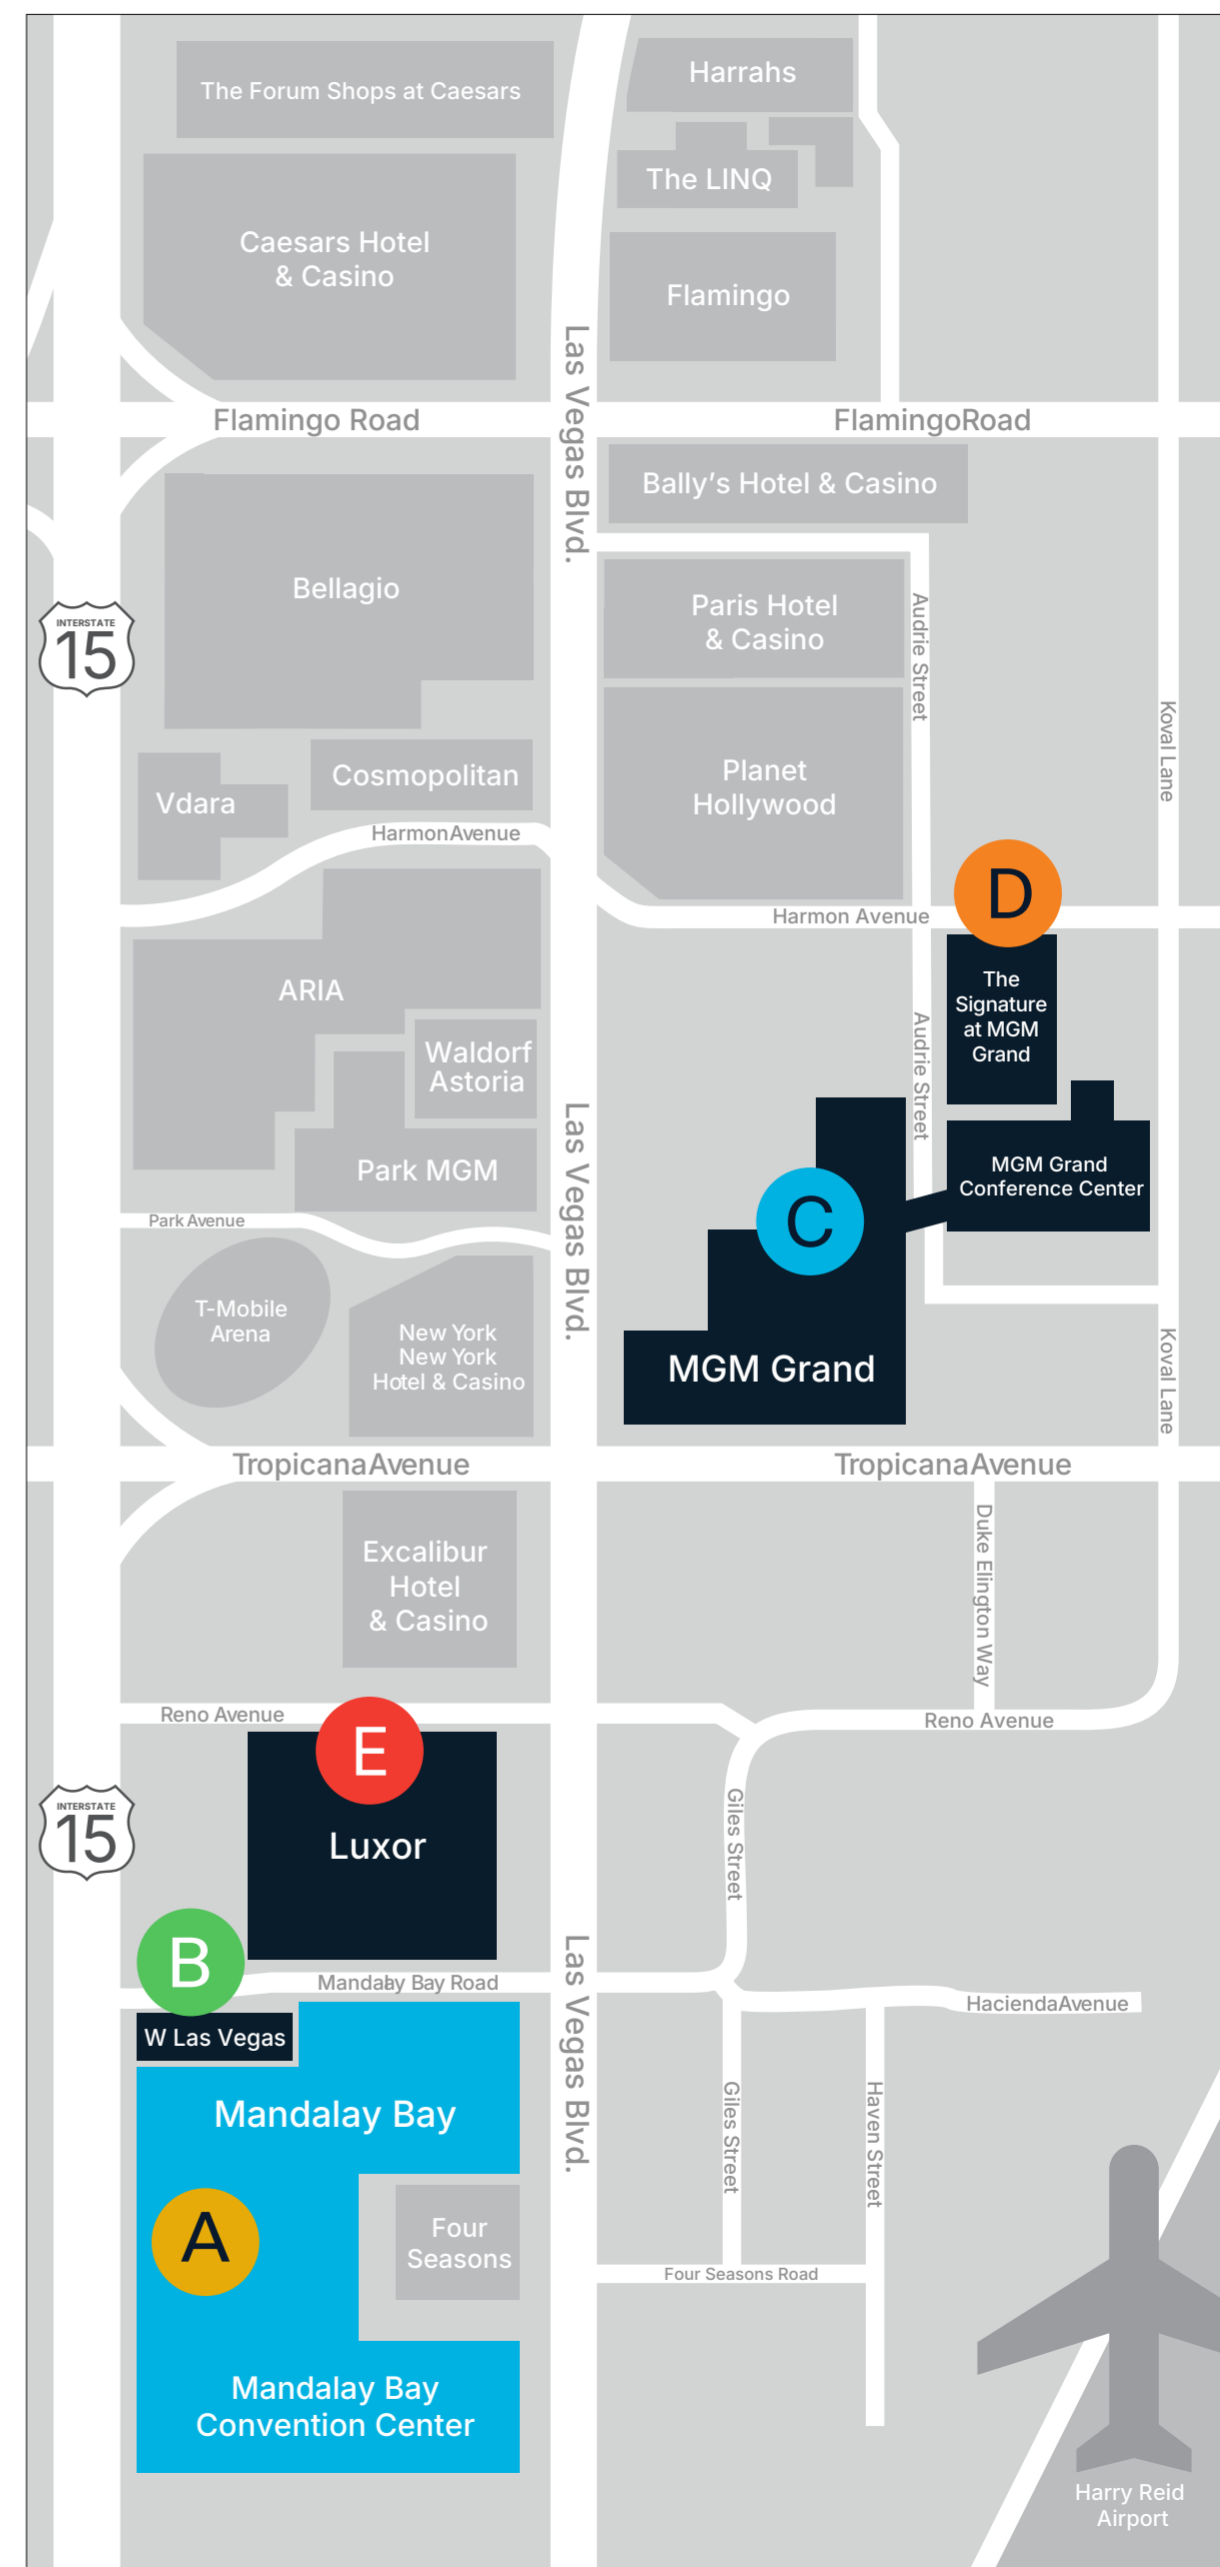 The Forum Shops at Caesars
Harrahs
The LINQ
Caesars Hotel
& Casino
Flamingo
Las Vegas Blvd.
Flamingo Road
FlamingoRoad
Bally's Hotel & Casino
Bellagio
Paris Hotel
& Casino
Audrie Street
INTERSTATE
15
Koval Lane
Planet
Hollywood
Cosmopolitan
Vdara
HarmonAvenue
D
Harmon Avenue
ARIA
The
Signature
at MGM
Grand
Waldorf
Astoria
Audrie Street
Las Vegas Blvd.
Park MGM
MGM Grand
Conference Center
Park Avenue
C
T-Mobile
Arena
New York
New York
Hotel & Casino
MGM Grand
Koval Lane
TropicanaAvenue
TropicanaAvenue
Excalibur
Hotel
& Casino
Duke Elington Way
Reno Avenue
Reno Avenue
E
Luxor
INTERSTATE
15
Giles Street
B
Las Vegas Blvd.
Mandalay Bay Road
HaciendaAvenue
W Las Vegas
Mandalay Bay
Giles Street
Haven Street
A
Four
Seasons
Four Seasons Road
Mandalay Bay
Convention Center
Harry Reid
Airport